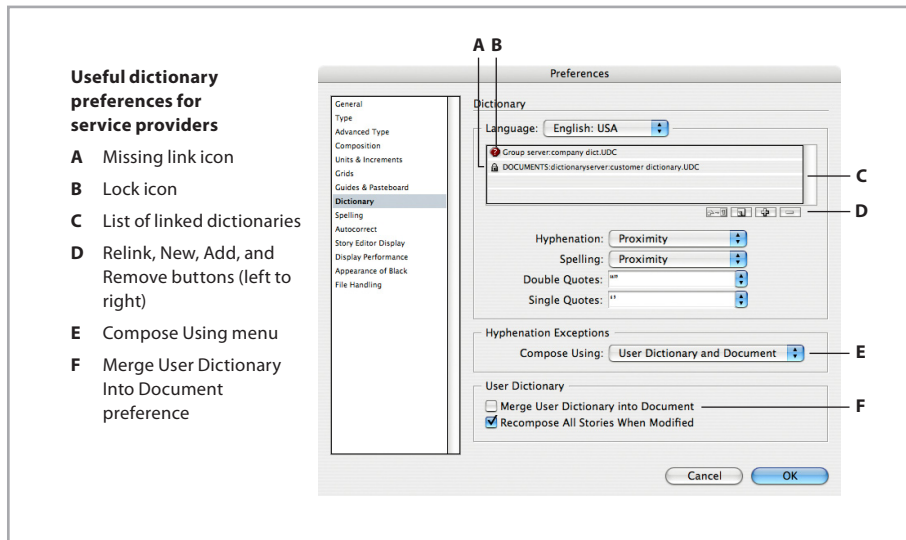 Useful dictionary
preferences for
service providers
A Missing link icon
B Lock icon
C List of linked dictionaries
D Relink, New, Add, and
Remove buttons (left to
right)
E Compose Using menu
F Merge User Dictionary
Into Document
preference
A B
Preferences
General
Type
Advanced Type
Composition
Units & Increments
Grids
Guides & Pasteboard
Dictionary
Spelling
Autocorrect
Story Editor Display
Display Performance
Appearance of Black
File Handling
Dictionary
Language: English: USA
Group server:company dict.UDC
DOCUMENTS:dictionaryserver:customer dictionary.UDC
C
D
Hyphenation: Proximity
Spelling: Proximity
Double Quotes: “”
Single Quotes: ‘’
Hyphenation Exceptions
Compose Using: User Dictionary and Document
E
User Dictionary
Merge User Dictionary into Document
F
Recompose All Stories When Modified
Cancel OK